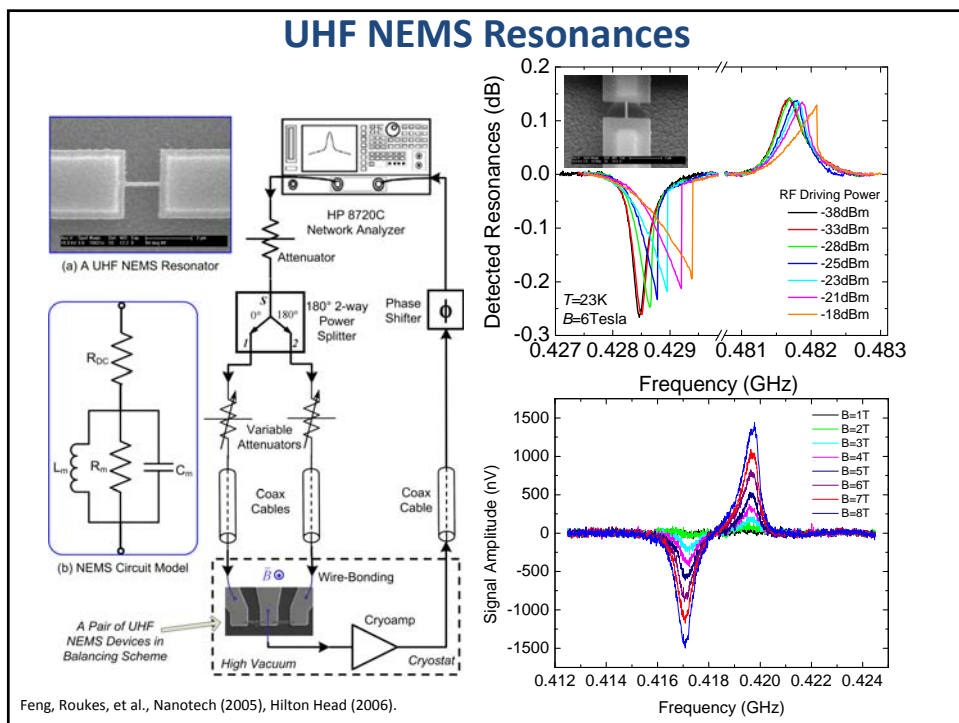 UHF NEMS Resonances
(a) A UHF NEMS Resonator
R_DC
L_m
R_m
C_m
(b) NEMS Circuit Model
A Pair of UHF
NEMS Devices in
Balancing Scheme
HP 8720C
Network Analyzer
Attenuator
S
0°
180°
1
2
180° 2-way
Power
Splitter
Phase
Shifter
ϕ
Variable
Attenuators
Coax
Cables
Coax
Cable
B
Wire-Bonding
Cryoamp
High Vacuum
Cryostat
Detected Resonances (dB)
0.2
0.1
0.0
-0.1
-0.2
-0.3
T=23K
B=6Tesla
RF Driving Power
-38dBm
-33dBm
-28dBm
-25dBm
-23dBm
-21dBm
-18dBm
0.427 0.428 0.429 0.481 0.482 0.483
Frequency (GHz)
Signal Amplitude (nV)
1500
1000
500
0
-500
-1000
-1500
B=1T
B=2T
B=3T
B=4T
B=5T
B=6T
B=7T
B=8T
0.412 0.414 0.416 0.418 0.420 0.422 0.424
Frequency (GHz)
Feng, Roukes, et al., Nanotech (2005), Hilton Head (2006).